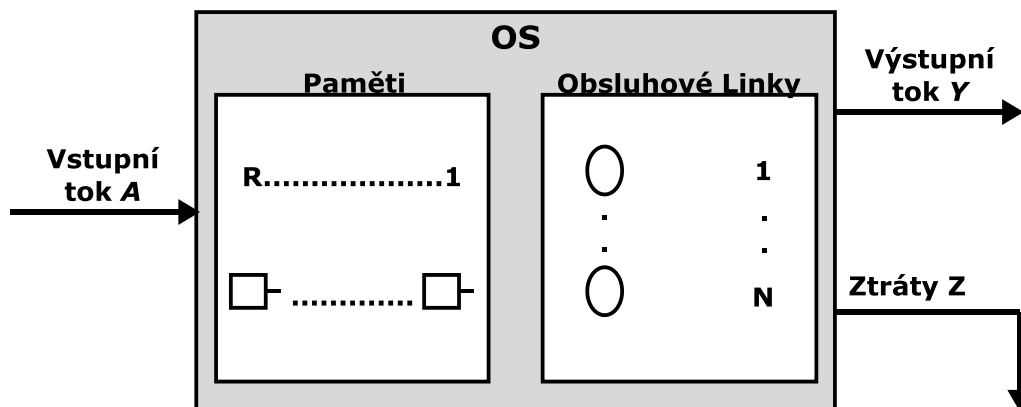 OS
Paměti
Obsluhové Linky
Výstupní
tok Y
Vstupní
tok A
R...................1
1
.
.
.
.
.............
N
Ztráty Z